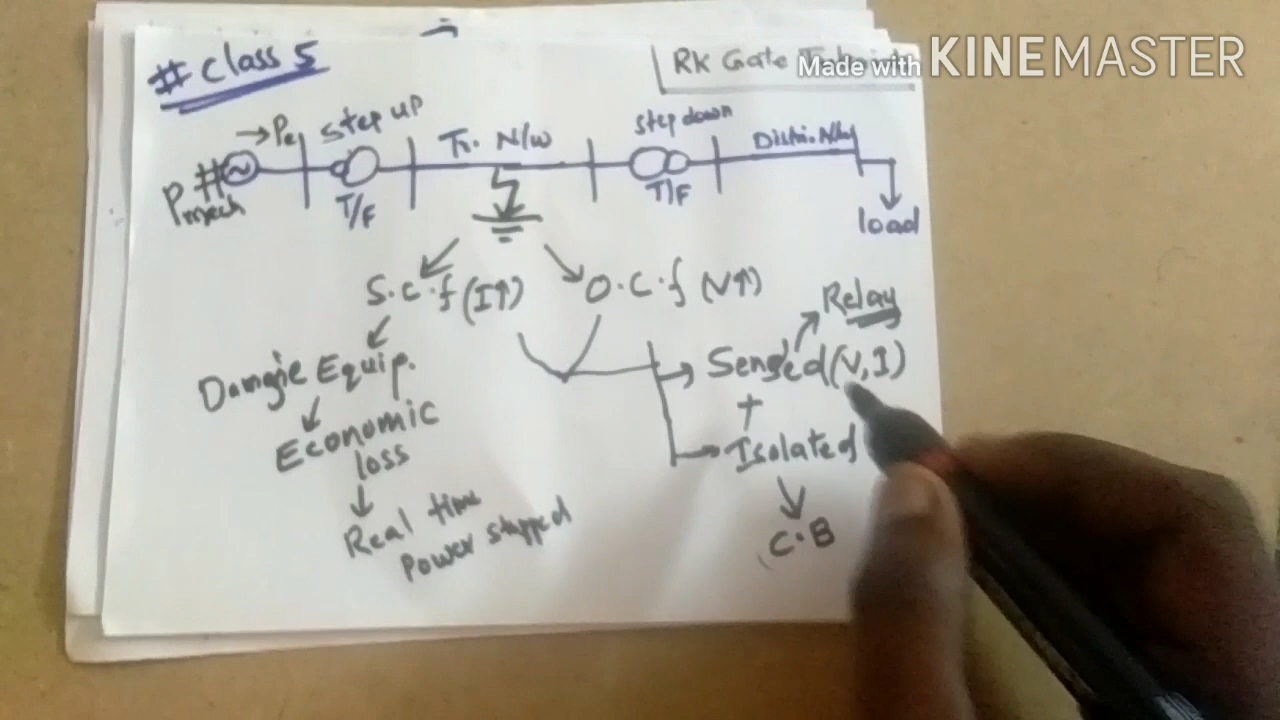 # Class 5
RK Gate
Made with KINEMASTER
→ Pe
Step up
Tr. N/W
step down
Distri. N/W
Pmech
T/F
T/F
load
S.C.f (I↑)
O.C.f (V↑)
Relay
Damgie Equip.
Sensed (V, I)
+
Economic
loss
Isolated
Real time
Power stopped
C.B